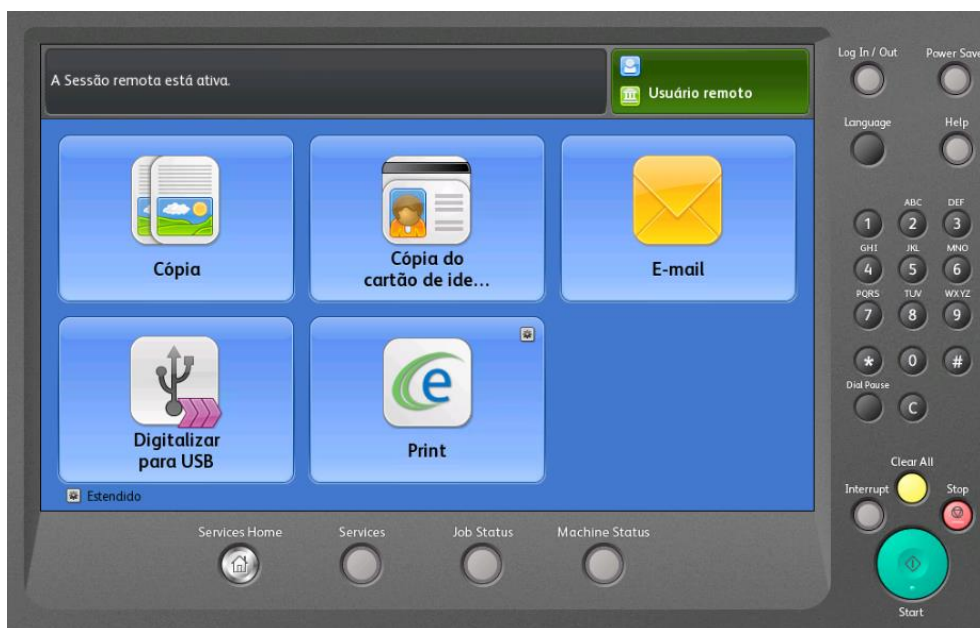 A Sessão remota está ativa.
Usuário remoto
Cópia
Cópia do
cartão de ide...
E-mail
Digitalizar
para USB
e
Print
Estendido
Services Home
Services
Job Status
Machine Status
Log In / Out
Power Save
Language
Help
ABC
DEF
1
2
3
GHI
JKL
MNO
4
5
6
PQRS
TUV
WXYZ
7
8
9
*
0
#
Dial Pause
C
Clear All
Interrupt
Stop
Start